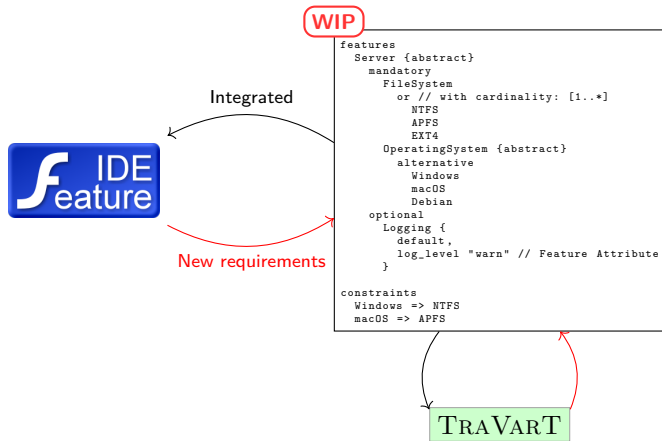 WIP
features
  Server {abstract}
    mandatory
      FileSystem
        or // with cardinality: [1..*]
          NTFS
          APFS
          EXT4
      OperatingSystem {abstract}
        alternative
          Windows
          macOS
          Debian
    optional
      Logging {
        default,
        log_level "warn" // Feature Attribute
      }
constraints
  Windows => NTFS
  macOS => APFS
Integrated
IDE
Feature
New requirements
TRAVART